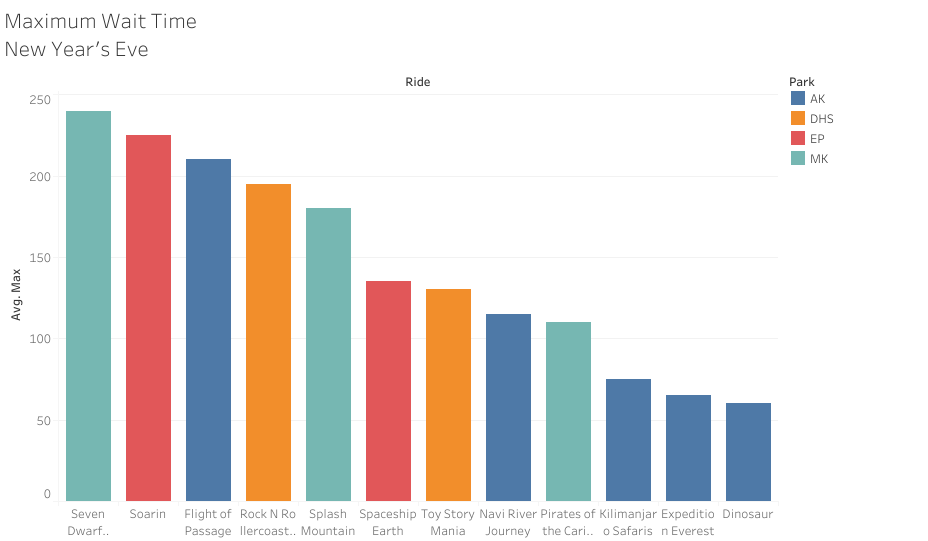 Maximum Wait Time
New Year's Eve
Ride
Park
AK
DHS
EP
MK
Avg. Max
250
200
150
100
50
0
Seven
Dwarf..
Soarin
Flight of
Passage
Rock N Ro
llercoast..
Splash
Mountain
Spaceship
Earth
Toy Story
Mania
Navi River
Journey
Pirates of
the Cari..
Kilimanjar
o Safaris
Expeditio
n Everest
Dinosaur